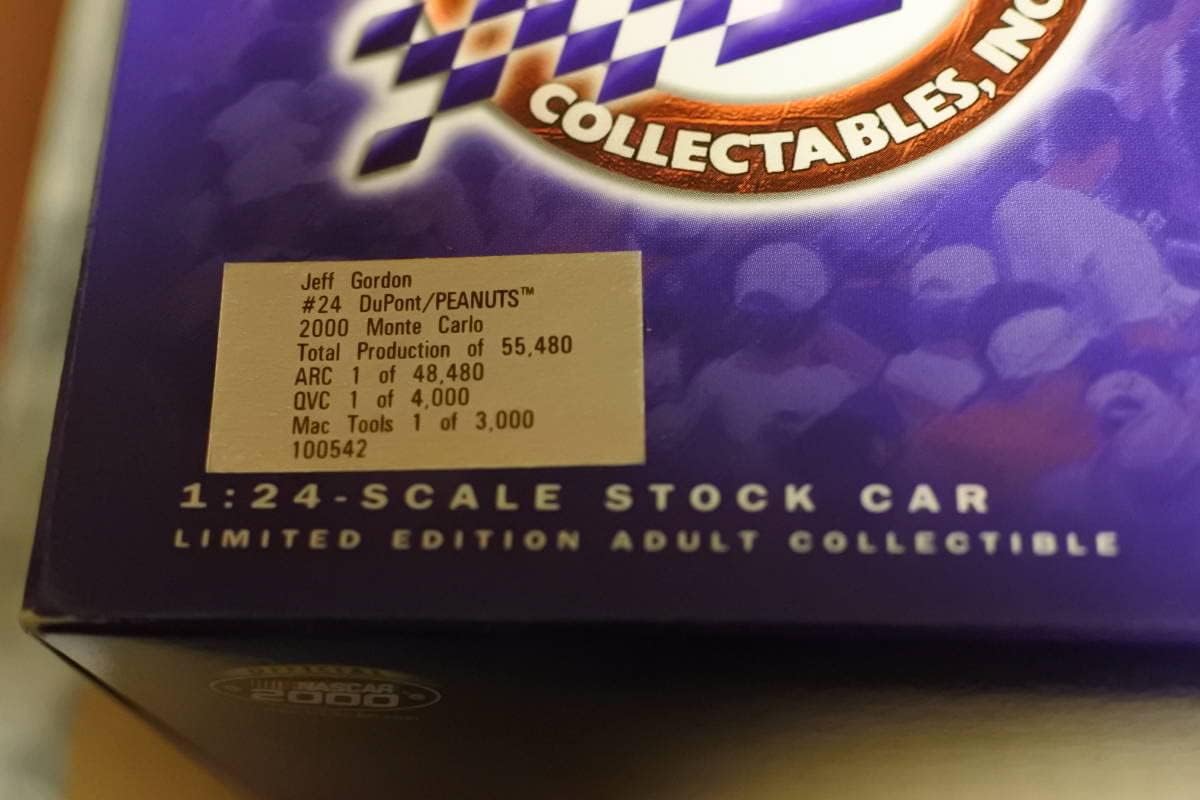 COLLECTABLES, INC
Jeff Gordon
#24 DuPont/PEANUTS™
2000 Monte Carlo
Total Production of 55,480
ARC 1 of 48,480
QVC 1 of 4,000
Mac Tools 1 of 3,000
100542
1:24-SCALE STOCK CAR
LIMITED EDITION ADULT COLLECTIBLE
NASCAR
2000